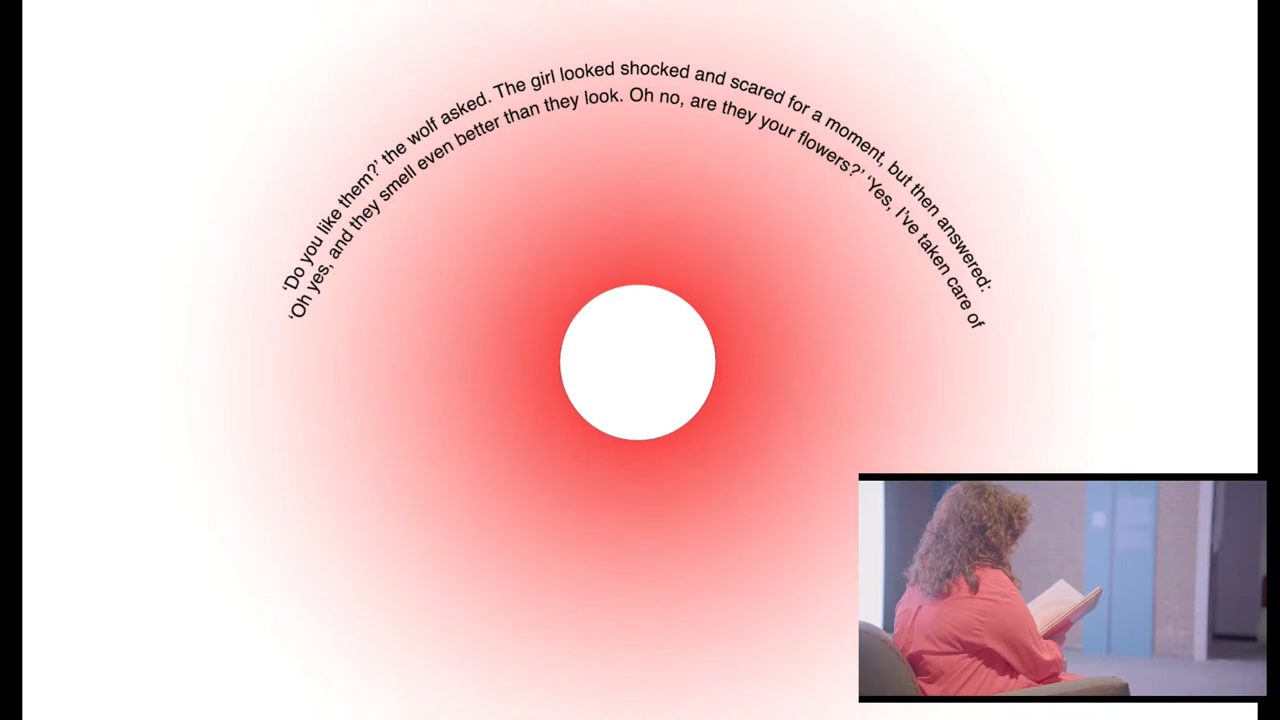 ‘Do you like them?’ the wolf asked. The girl looked shocked and scared for a moment, but then answered:
‘Oh yes, and they smell even better than they look. Oh no, are they your flowers?’ ‘Yes, I’ve taken care of